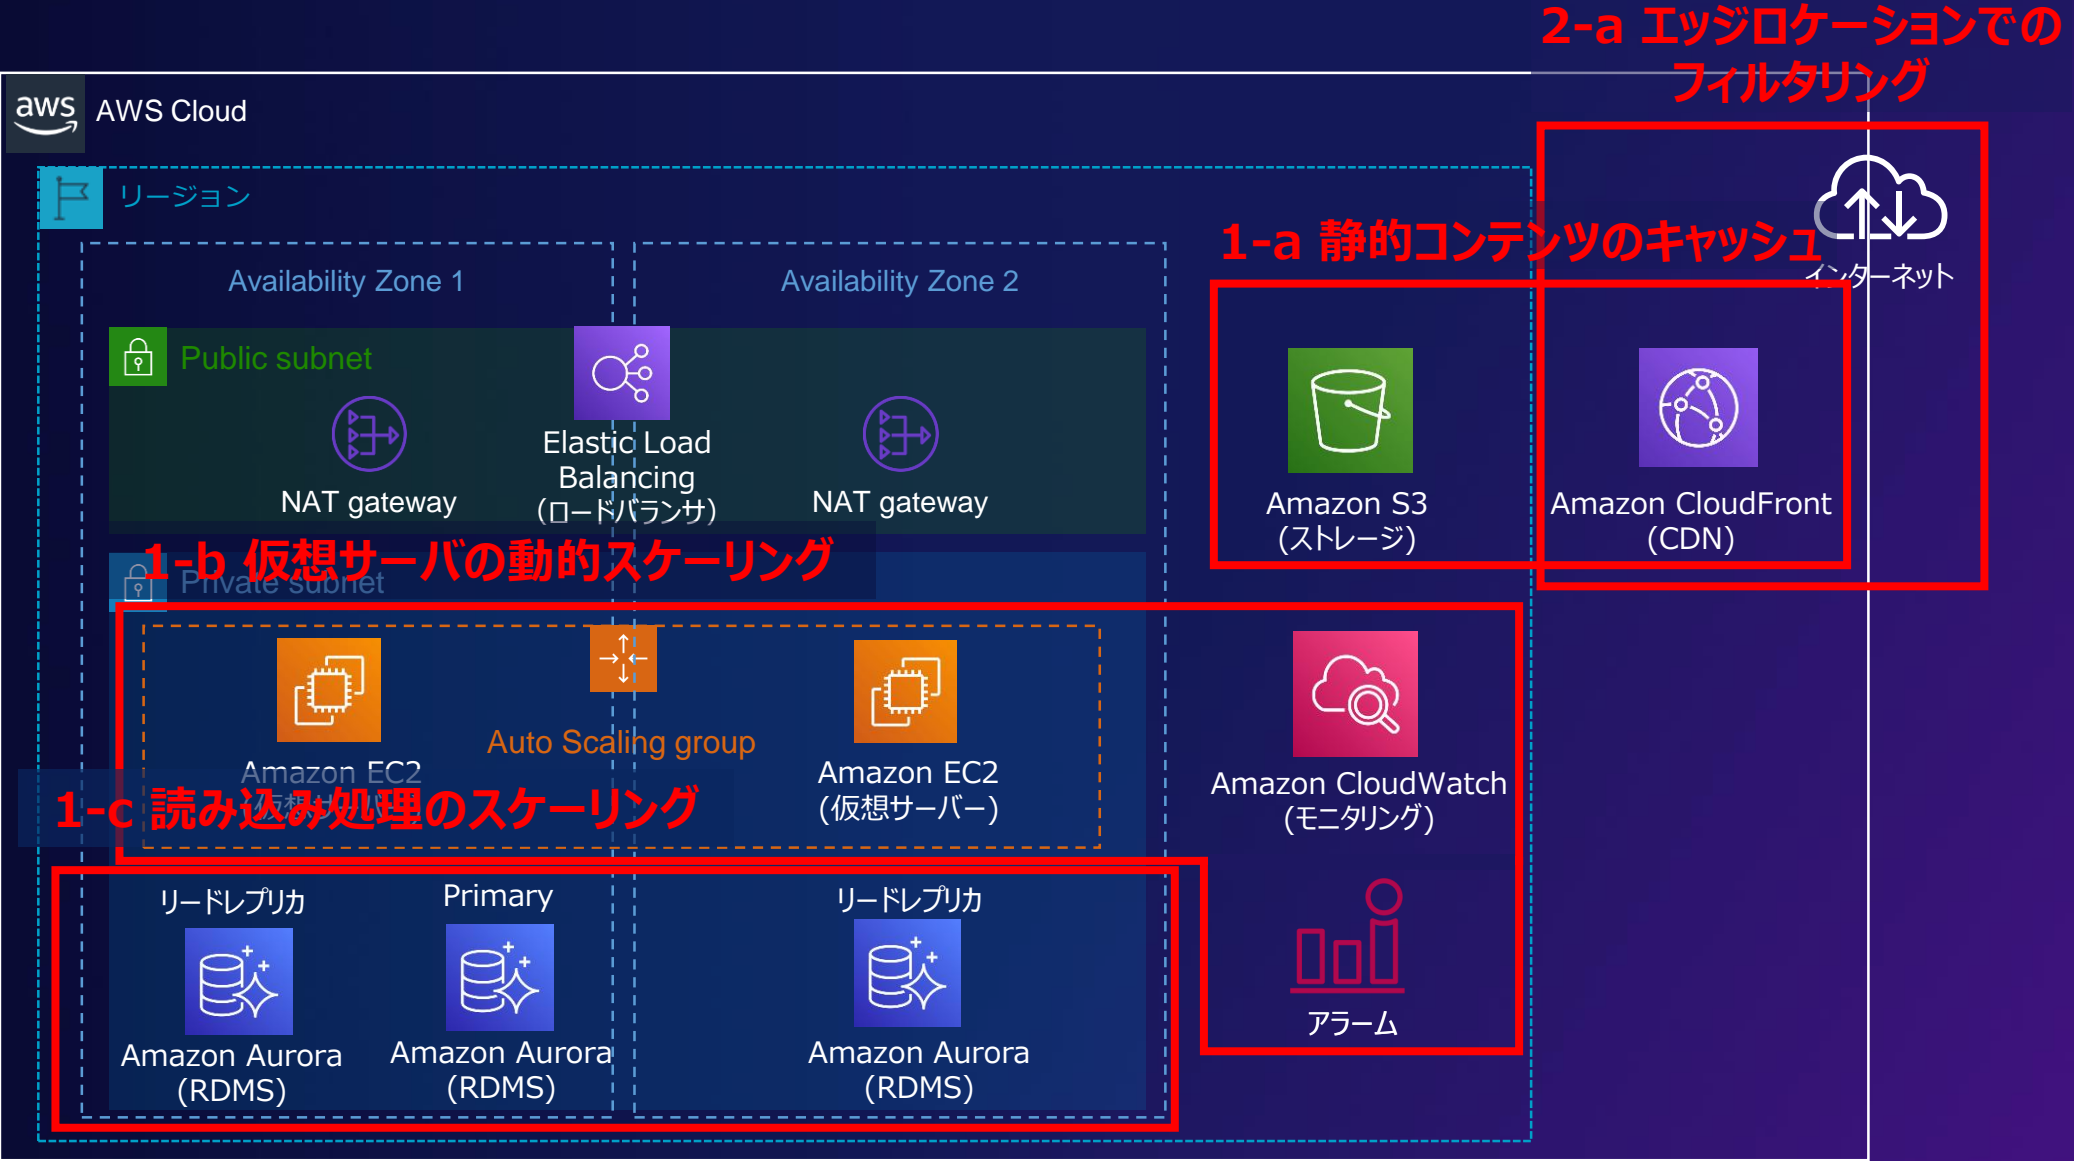 2-a エッジロケーションでの
フィルタリング
aws
AWS Cloud
リージョン
1-a 静的コンテンツのキャッシュ
インターネット
Availability Zone 1
Availability Zone 2
Public subnet
NAT gateway
Elastic Load
Balancing
(ロードバランサ)
NAT gateway
Amazon S3
(ストレージ)
Amazon CloudFront
(CDN)
1-b 仮想サーバの動的スケーリング
Private subnet
Auto Scaling group
Amazon EC2
(仮想サーバー)
Amazon EC2
(仮想サーバー)
Amazon CloudWatch
(モニタリング)
1-c 読み込み処理のスケーリング
リードレプリカ
Primary
リードレプリカ
Amazon Aurora
(RDMS)
Amazon Aurora
(RDMS)
Amazon Aurora
(RDMS)
アラーム